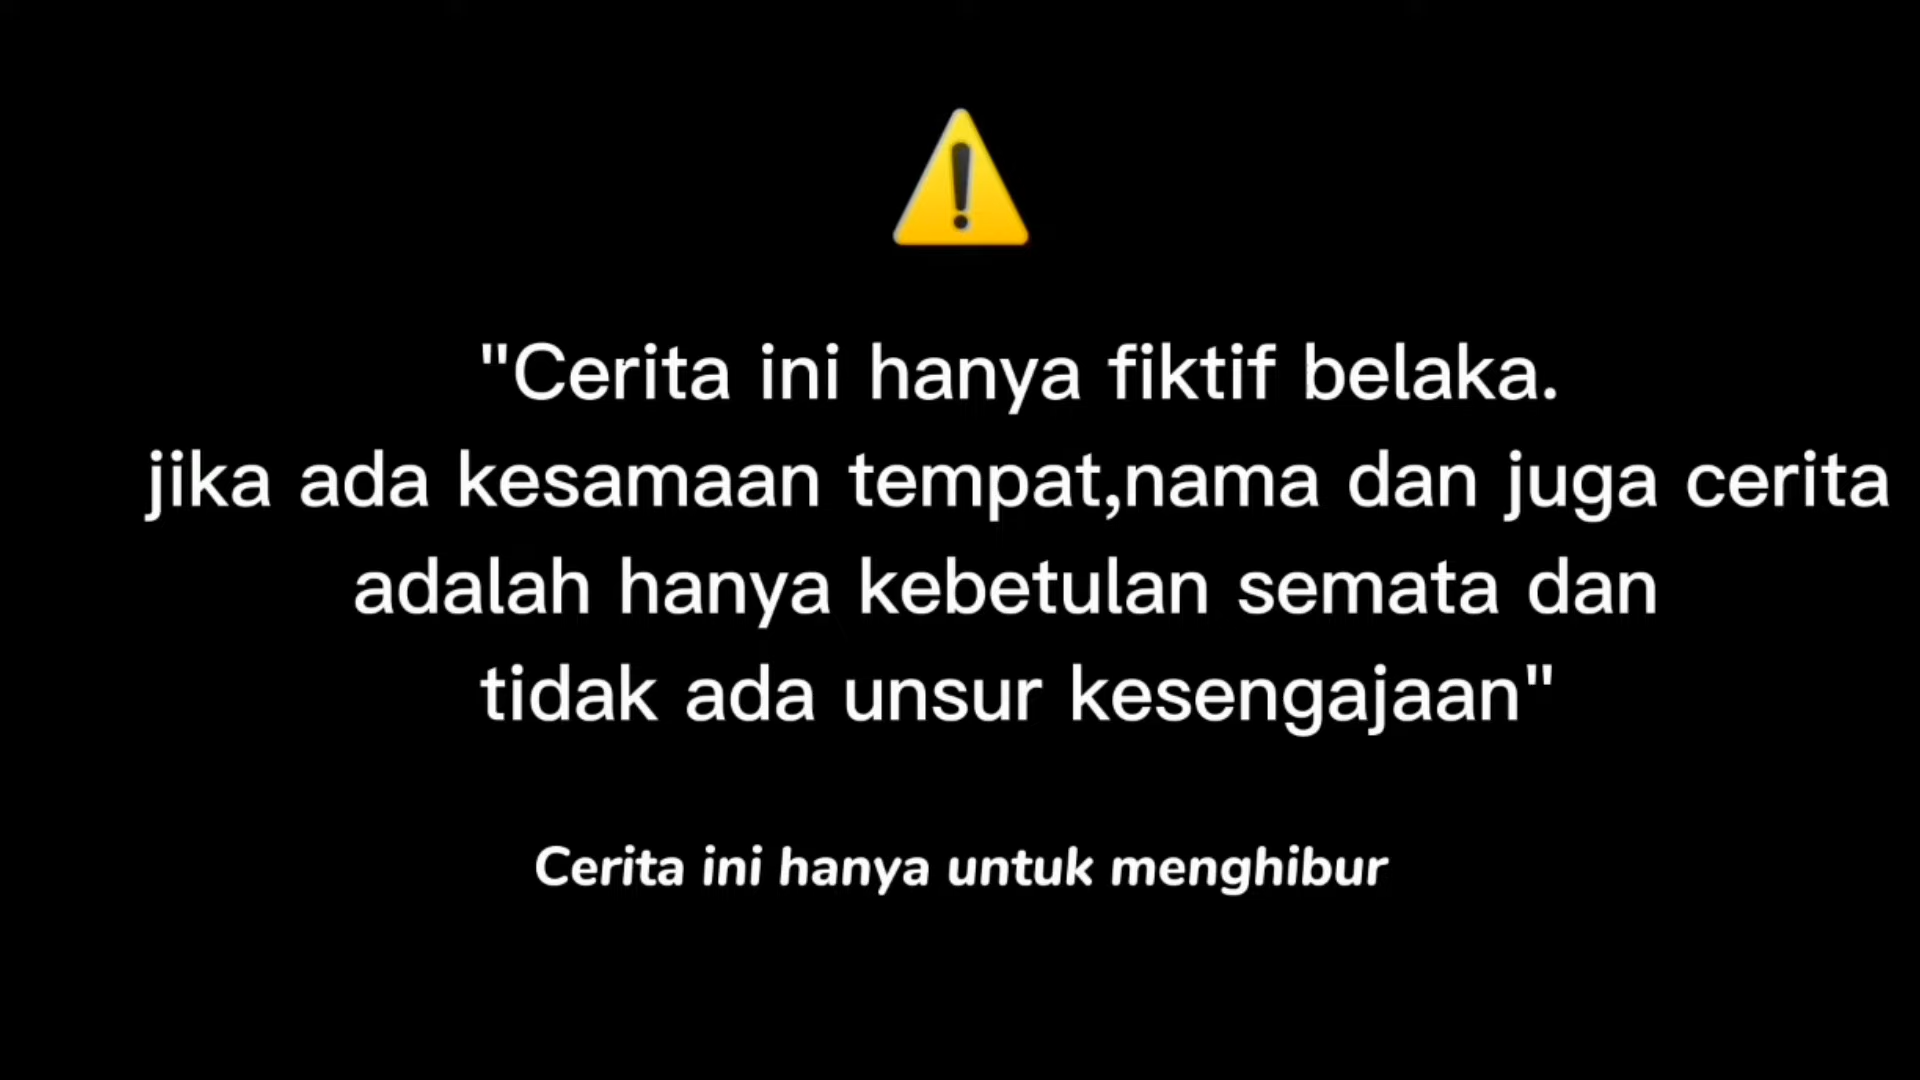 "Cerita ini hanya fiktif belaka.
jika ada kesamaan tempat,nama dan juga cerita
adalah hanya kebetulan semata dan
tidak ada unsur kesengajaan"
Cerita ini hanya untuk menghibur